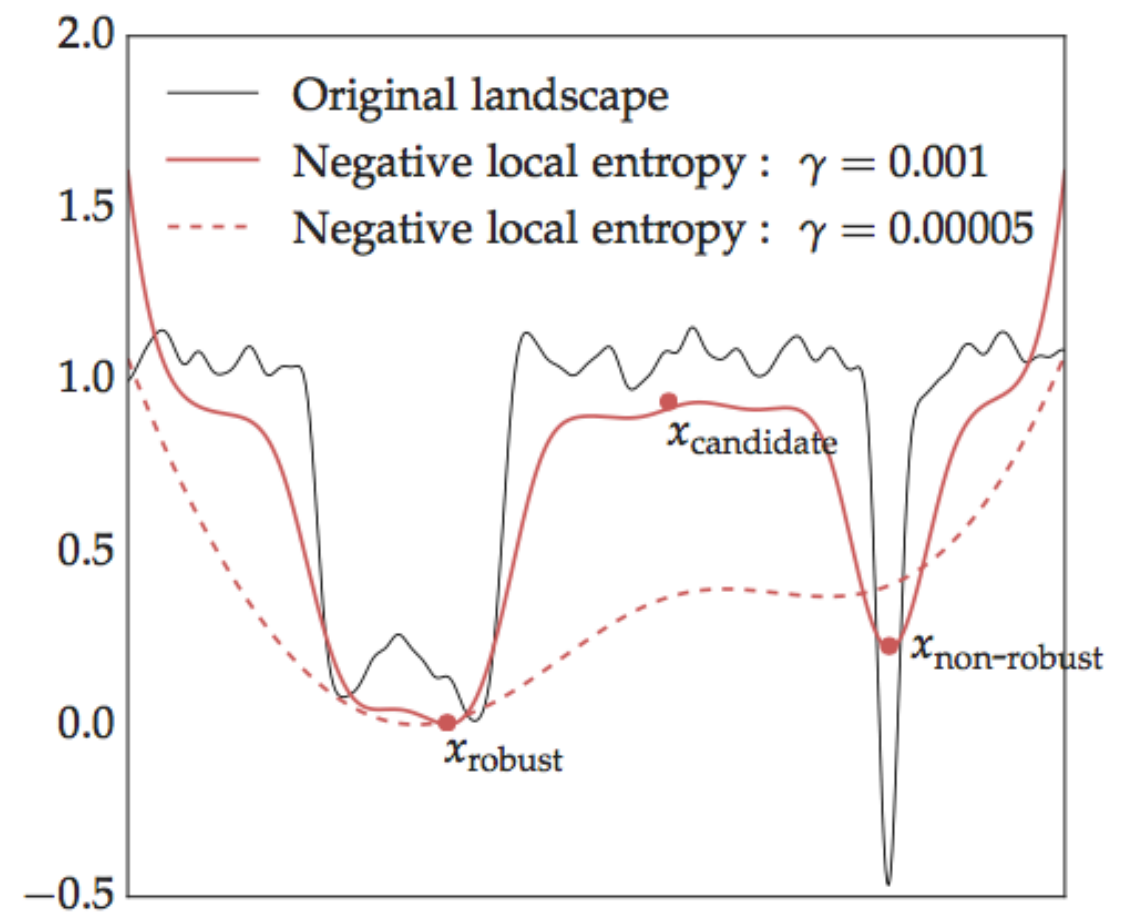 2.0
Original landscape
Negative local entropy : γ = 0.001
1.5
Negative local entropy : γ = 0.00005
1.0
x_candidate
0.5
x_non-robust
0.0
x_robust
−0.5